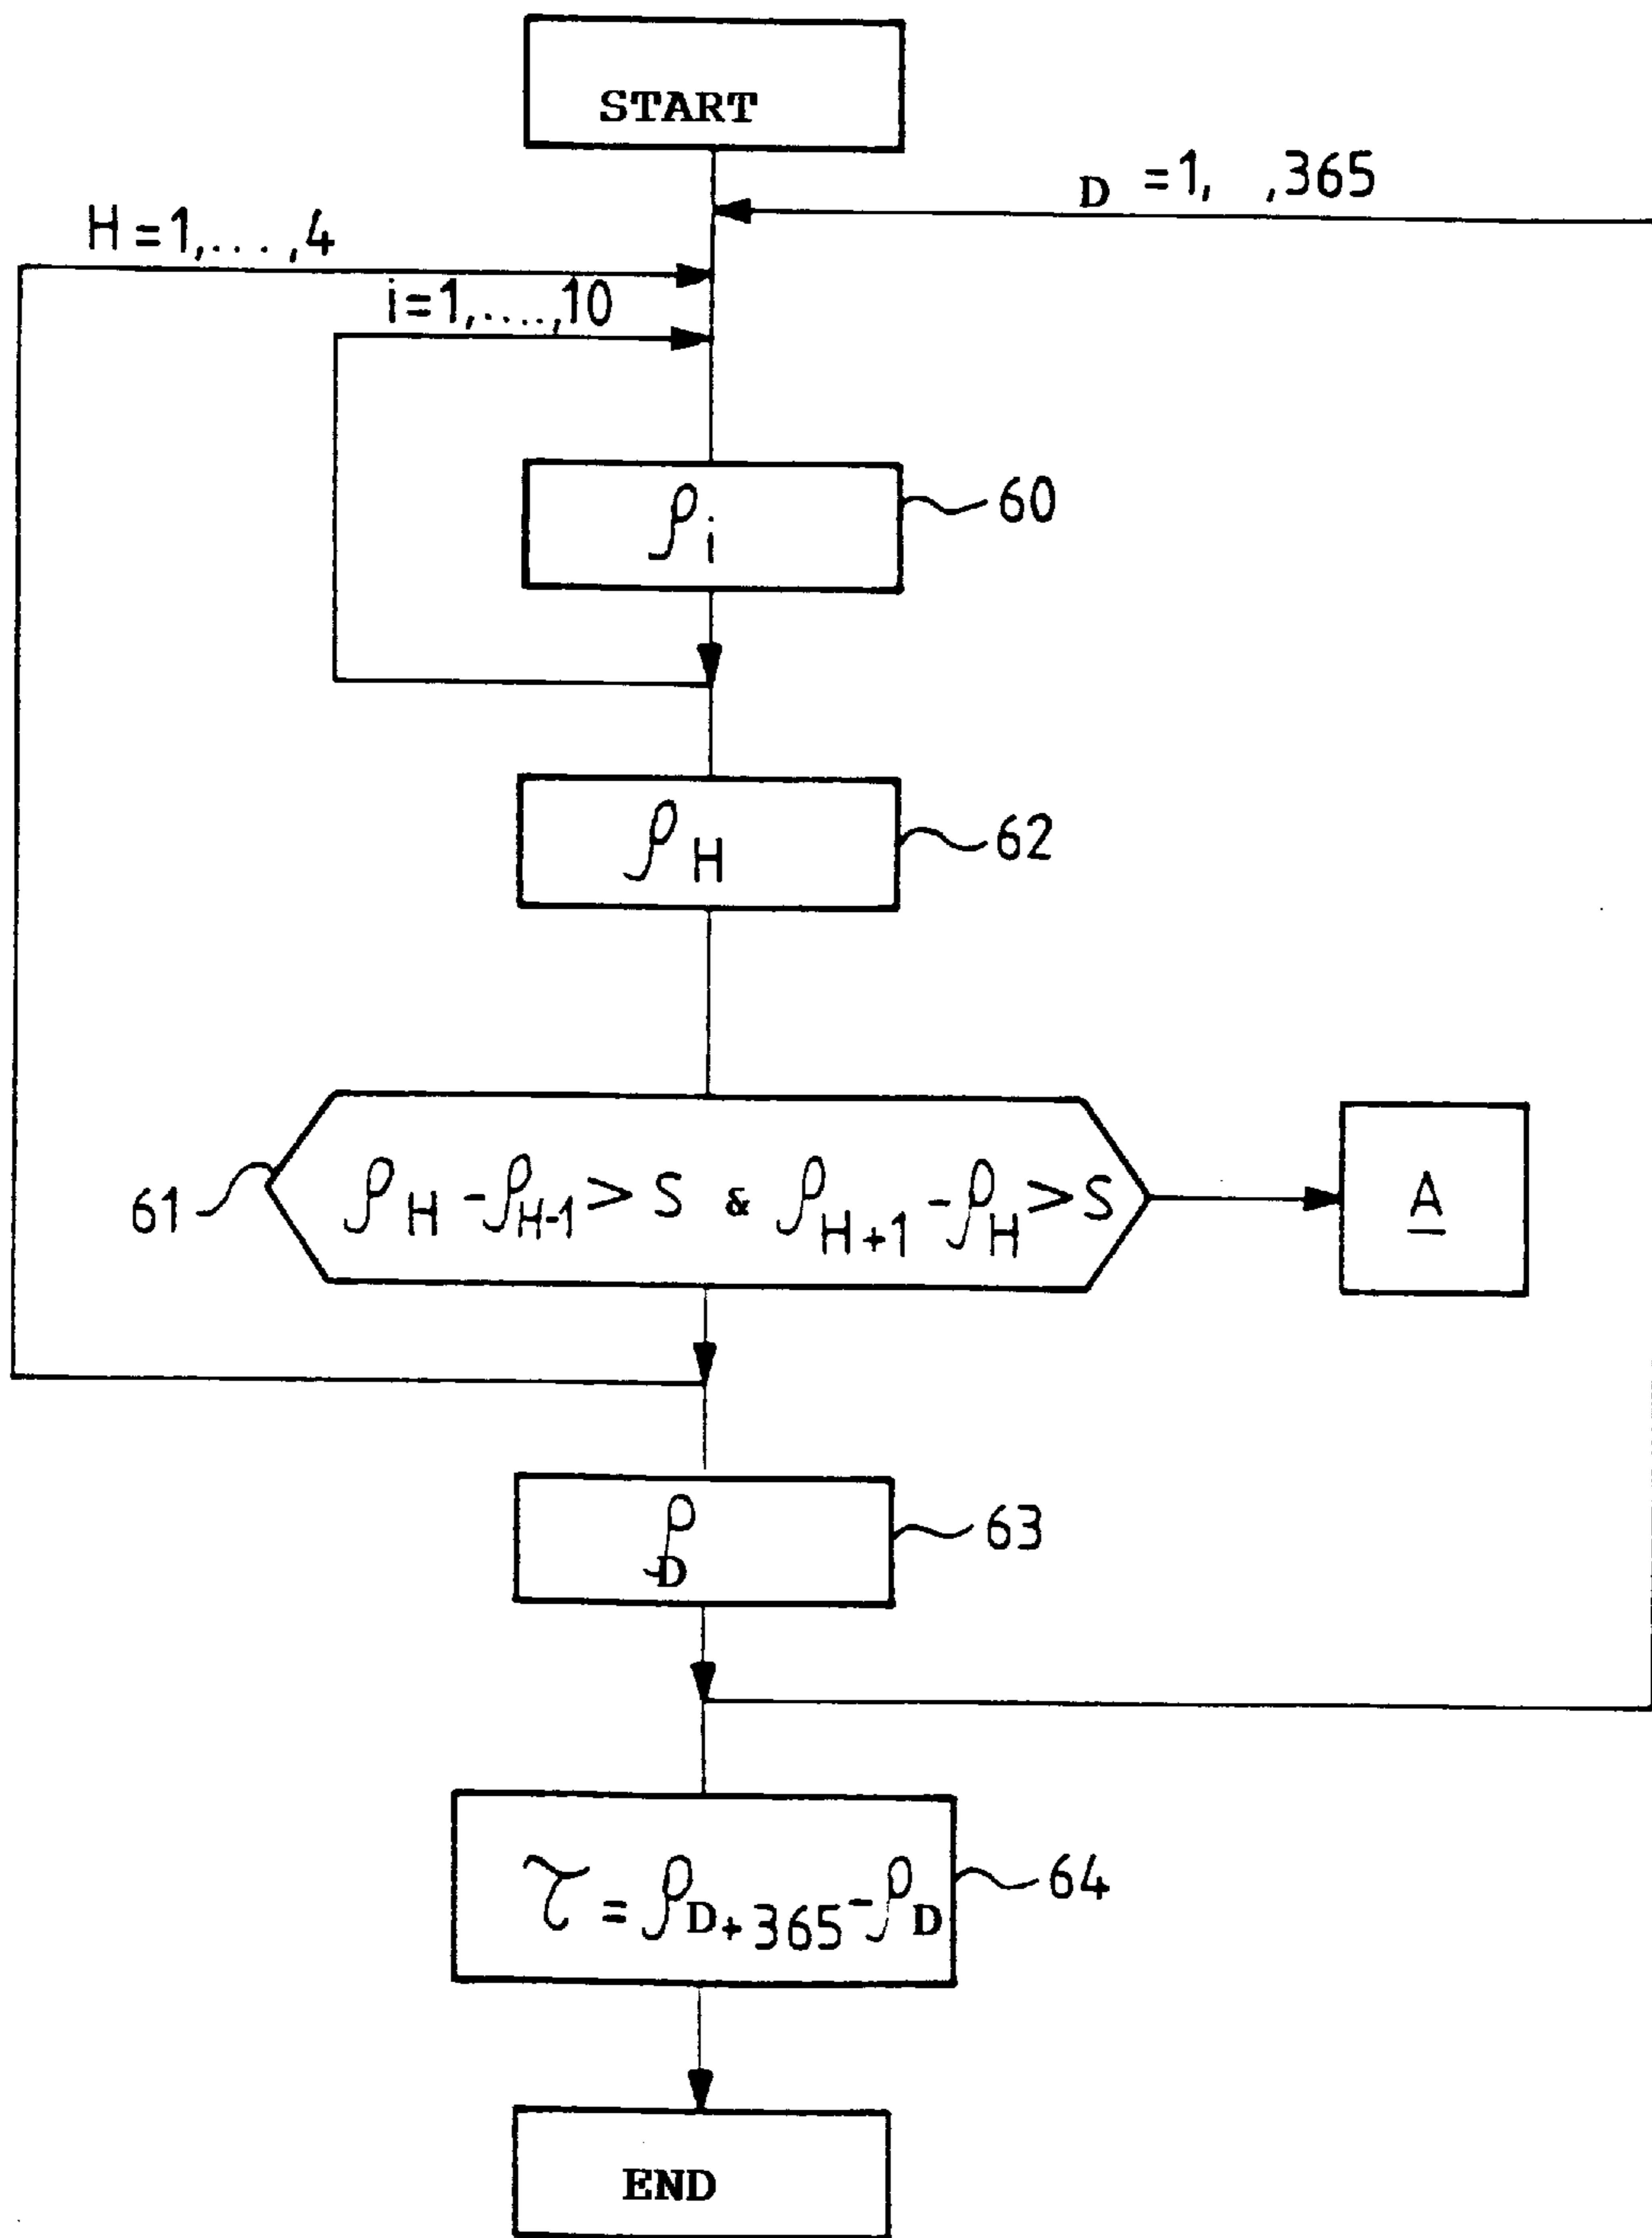 START
D =1, ,365
H=1,...,4
i=1,....,10
ρi
60
ρH
62
61
ρH -ρH-1 > S & ρH+1 -ρH > S
A
ρD
63
τ = ρD+365 -ρD
64
END